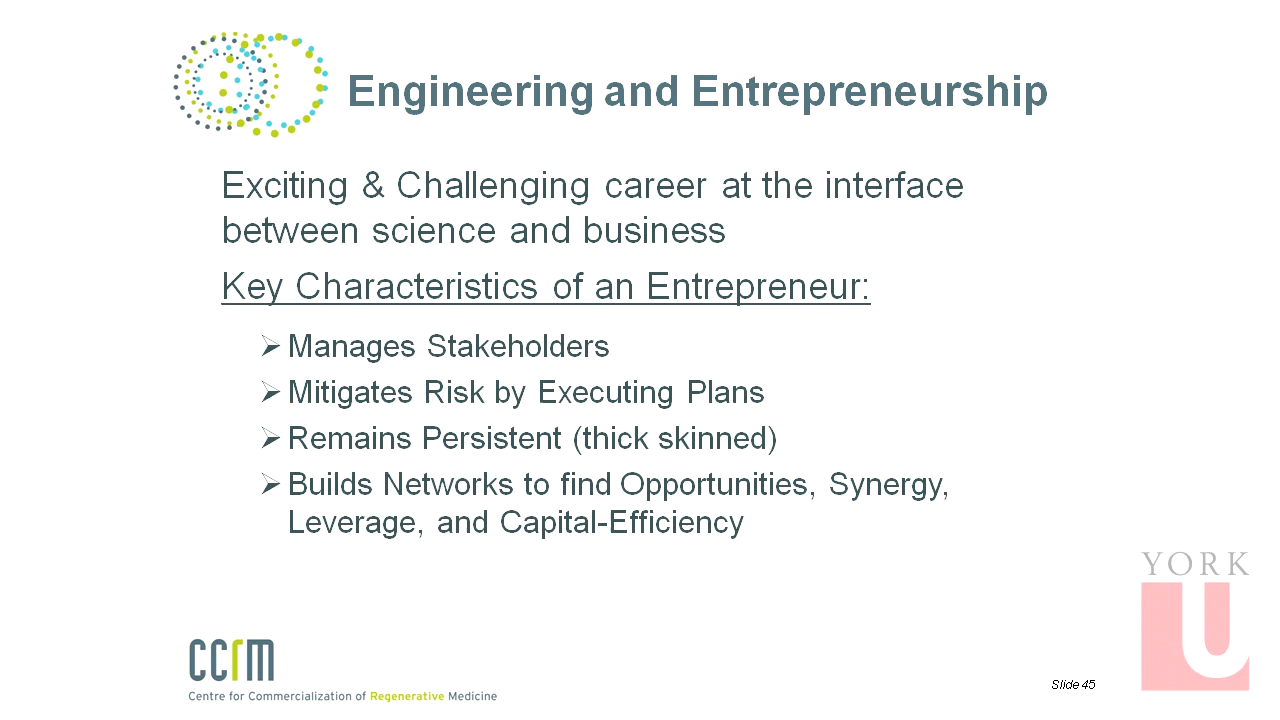 Engineering and Entrepreneurship
Exciting & Challenging career at the interface
between science and business
Key Characteristics of an Entrepreneur:
Manages Stakeholders
Mitigates Risk by Executing Plans
Remains Persistent (thick skinned)
Builds Networks to find Opportunities, Synergy,
Leverage, and Capital-Efficiency
YORK
U
ccrm
Centre for Commercialization of Regenerative Medicine
Slide 45